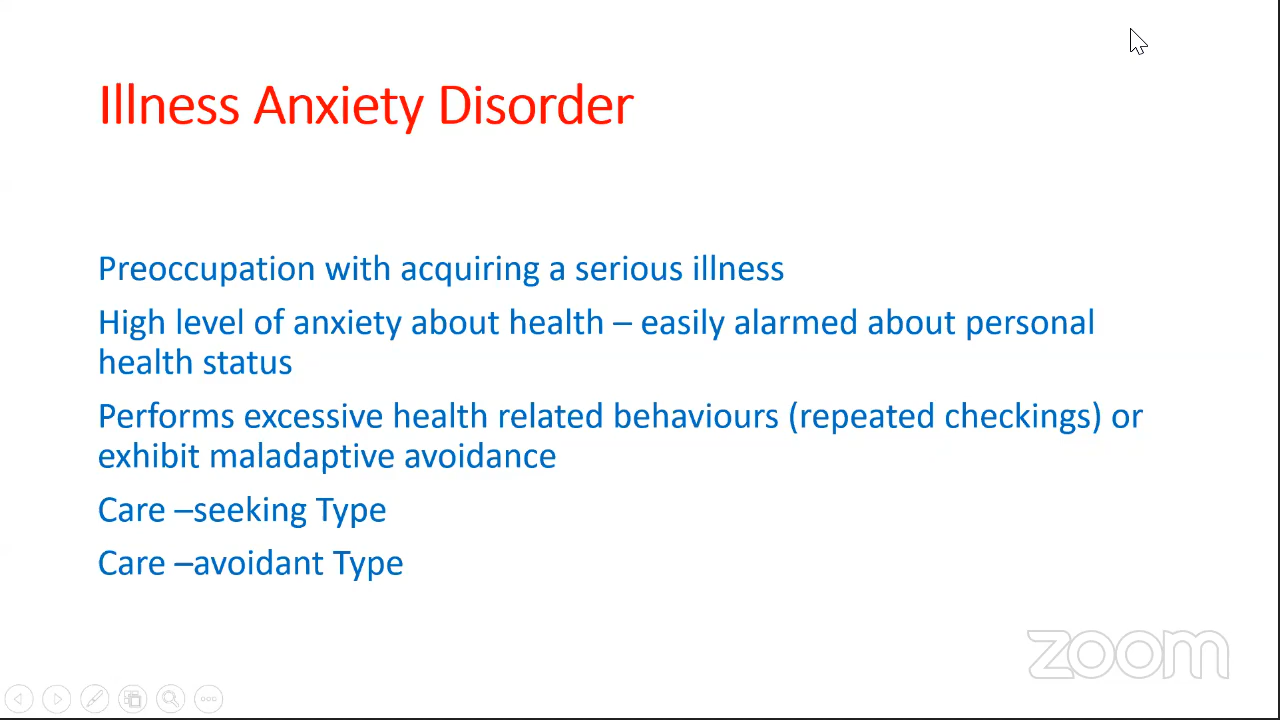 Illness Anxiety Disorder
Preoccupation with acquiring a serious illness
High level of anxiety about health – easily alarmed about personal
health status
Performs excessive health related behaviours (repeated checkings) or
exhibit maladaptive avoidance
Care –seeking Type
Care –avoidant Type
zoom